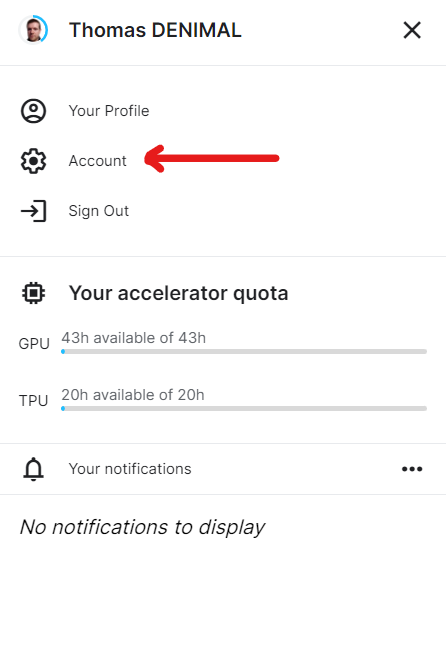 Thomas DENIMAL
Your Profile
Account
Sign Out
Your accelerator quota
43h available of 43h
GPU
20h available of 20h
TPU
Your notifications
No notifications to display